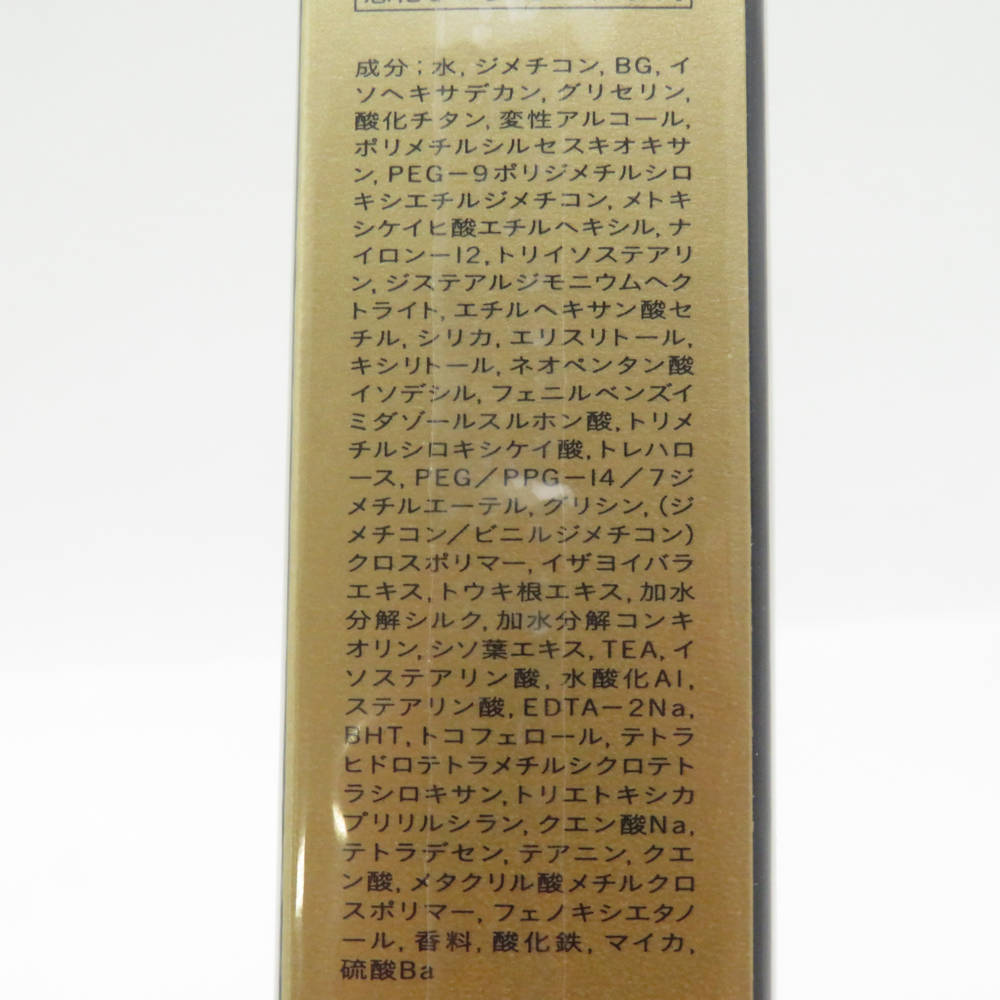 成分；水, ジメチコン, BG, イ
ソヘキサデカン, グリセリン,
酸化チタン, 変性アルコール,
ポリメチルシルセスキオキサ
ン, PEG－9ポリジメチルシロ
キシエチルジメチコン, メトキ
シケイヒ酸エチルヘキシル, ナ
イロン－12, トリイソステアリ
ン, ジステアルジモニウムヘク
トライト, エチルヘキサン酸セ
チル, シリカ, エリスリトール,
キシリトール, ネオペンタン酸
イソデシル, フェニルベンズイ
ミダゾールスルホン酸, トリメ
チルシロキシケイ酸, トレハロ
ース, PEG／PPG－14／7ジ
メチルエーテル, グリシン, (ジ
メチコン／ビニルジメチコン)
クロスポリマー, イザヨイバラ
エキス, トウキ根エキス, 加水
分解シルク, 加水分解コンキ
オリン, シソ葉エキス, TEA, イ
ソステアリン酸, 水酸化Al,
ステアリン酸, EDTA－2Na,
BHT, トコフェロール, テトラ
ヒドロテトラメチルシクロテト
ラシロキサン, トリエトキシカ
プリリルシラン, クエン酸Na,
テトラデセン, テアニン, クエ
ン酸, メタクリル酸メチルクロ
スポリマー, フェノキシエタノ
ール, 香料, 酸化鉄, マイカ,
硫酸Ba